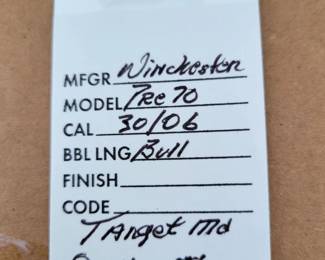 MFGR Winchester
MODEL Pre 70
CAL 30/06
BBL LNG Bull
FINISH
CODE
Target Md